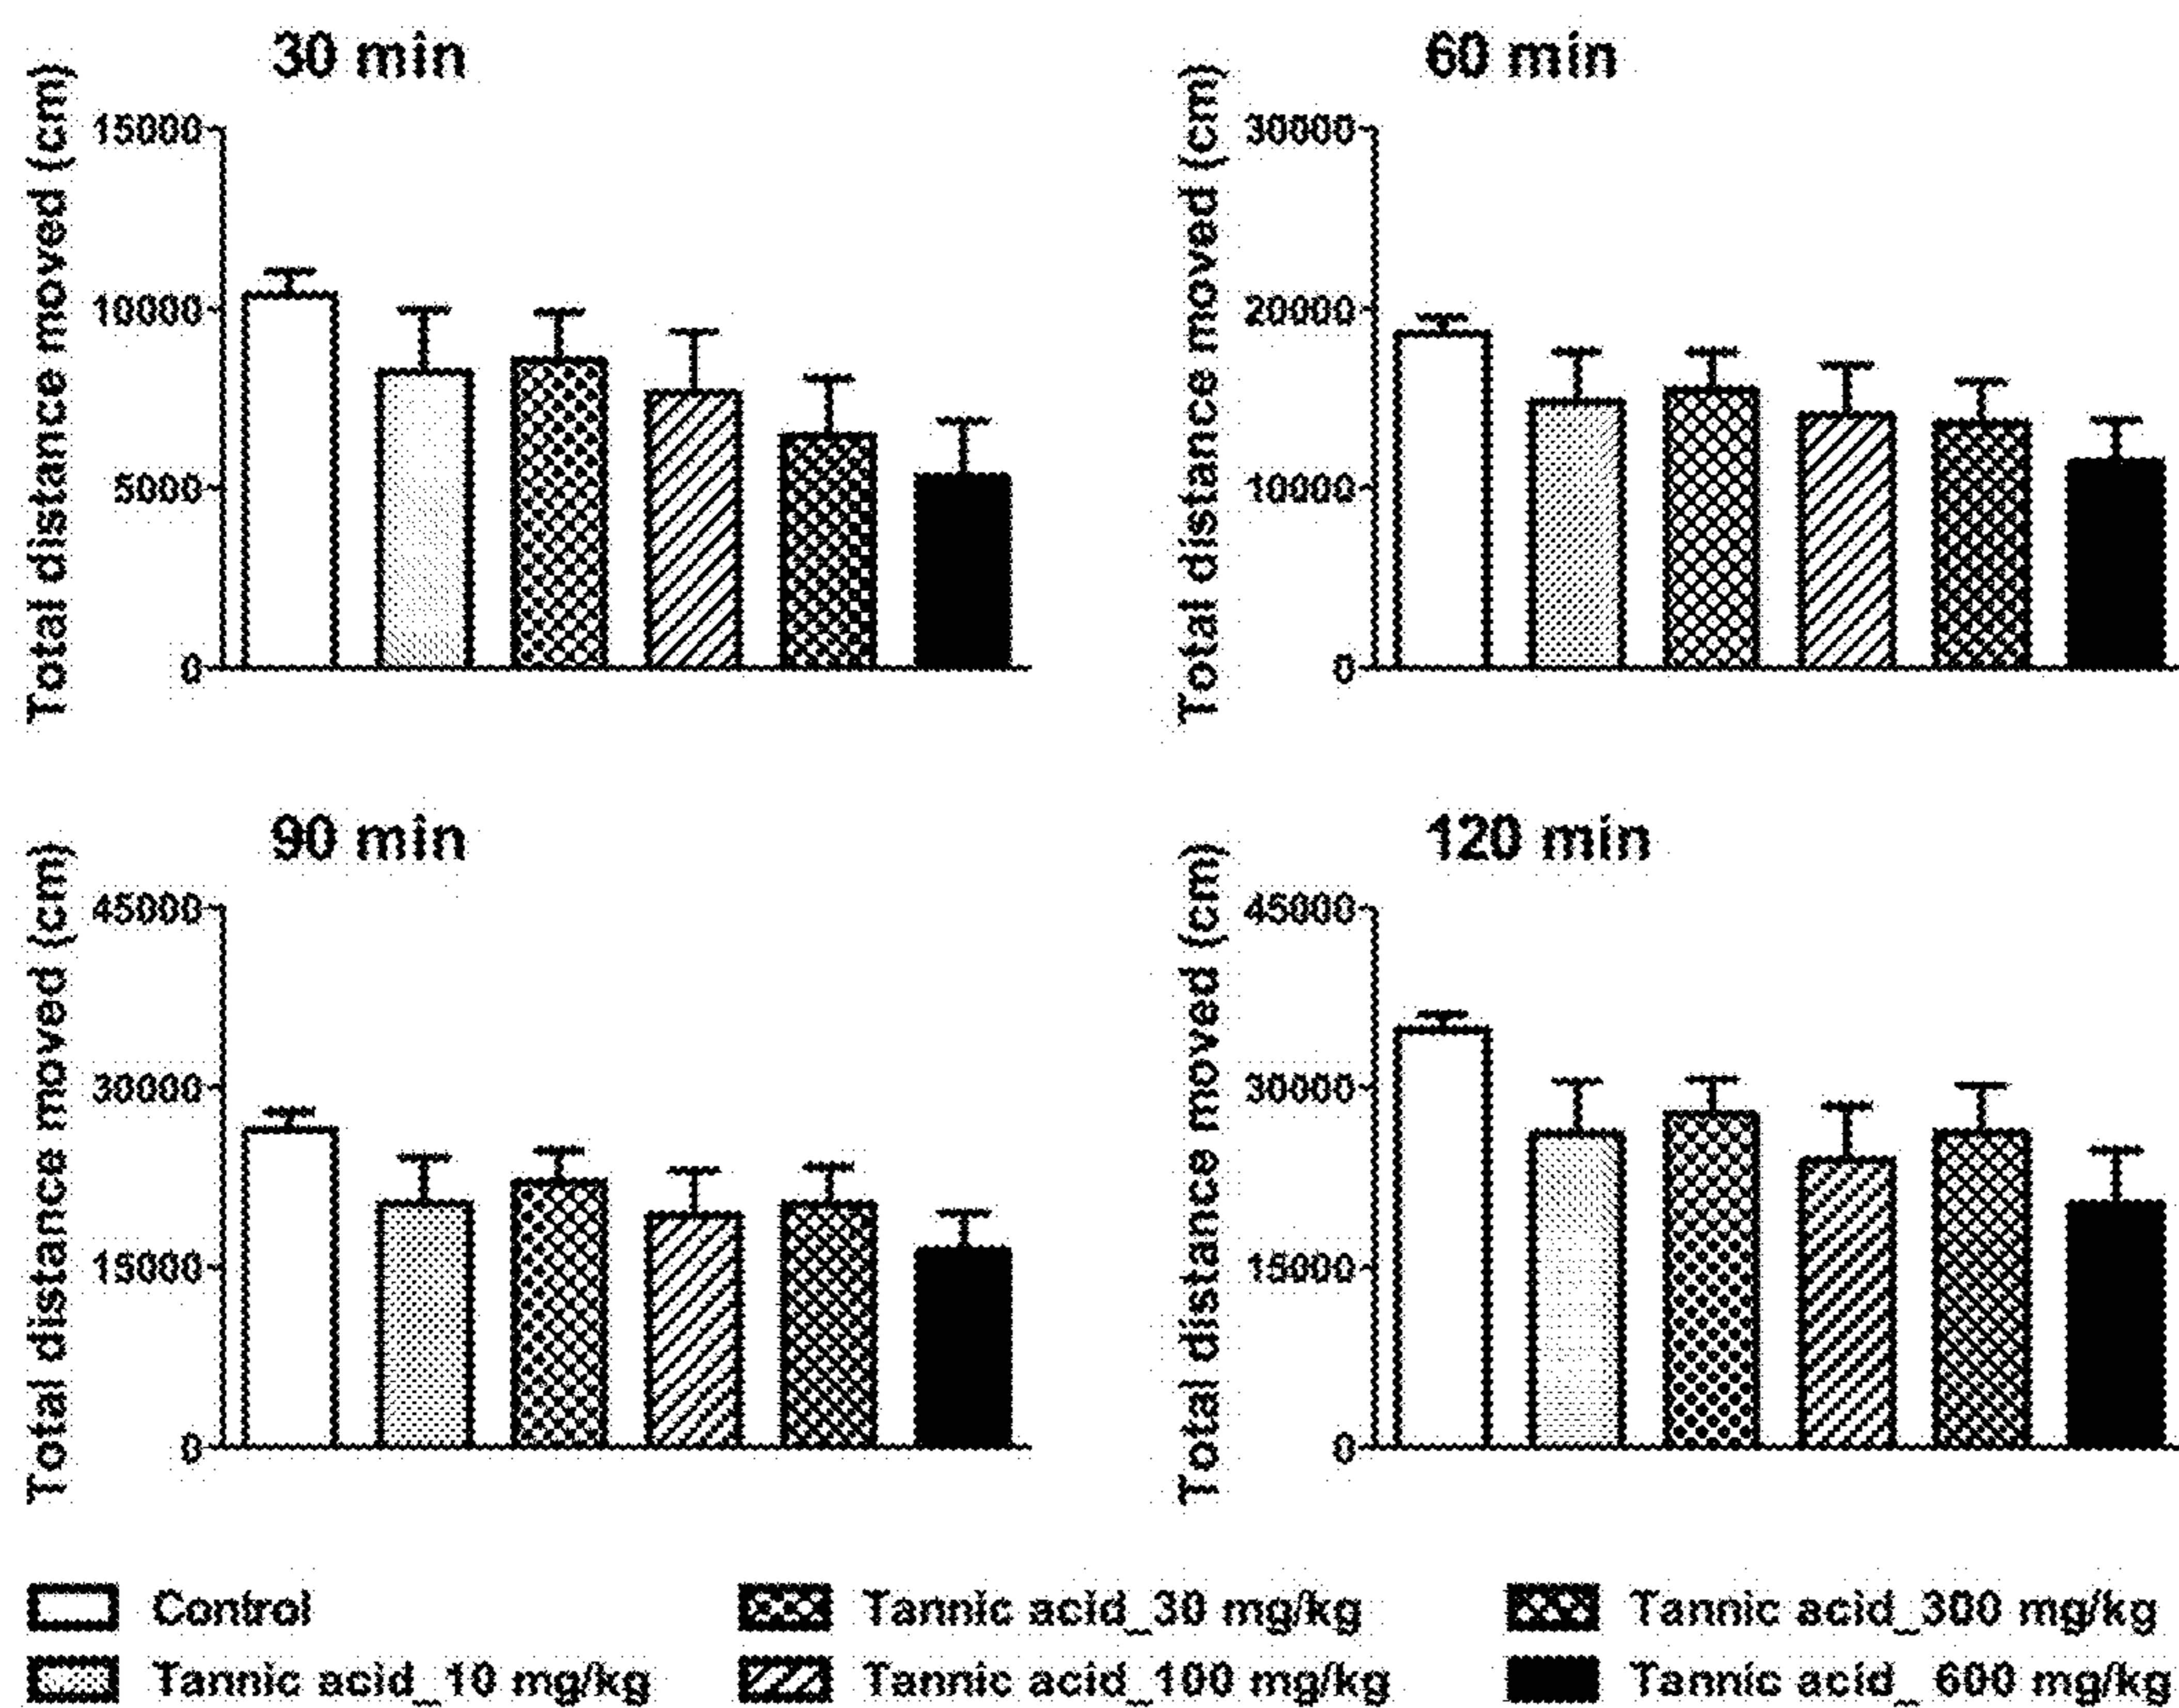 30 min
Total distance moved (cm)
15000
10000
5000
0
60 min
Total distance moved (cm)
30000
20000
10000
0
90 min
Total distance moved (cm)
45000
30000
15000
0
120 min
Total distance moved (cm)
45000
30000
15000
0
Control
Tannic acid_30 mg/kg
Tannic acid_300 mg/kg
Tannic acid_10 mg/kg
Tannic acid_100 mg/kg
Tannic acid_ 600 mg/kg